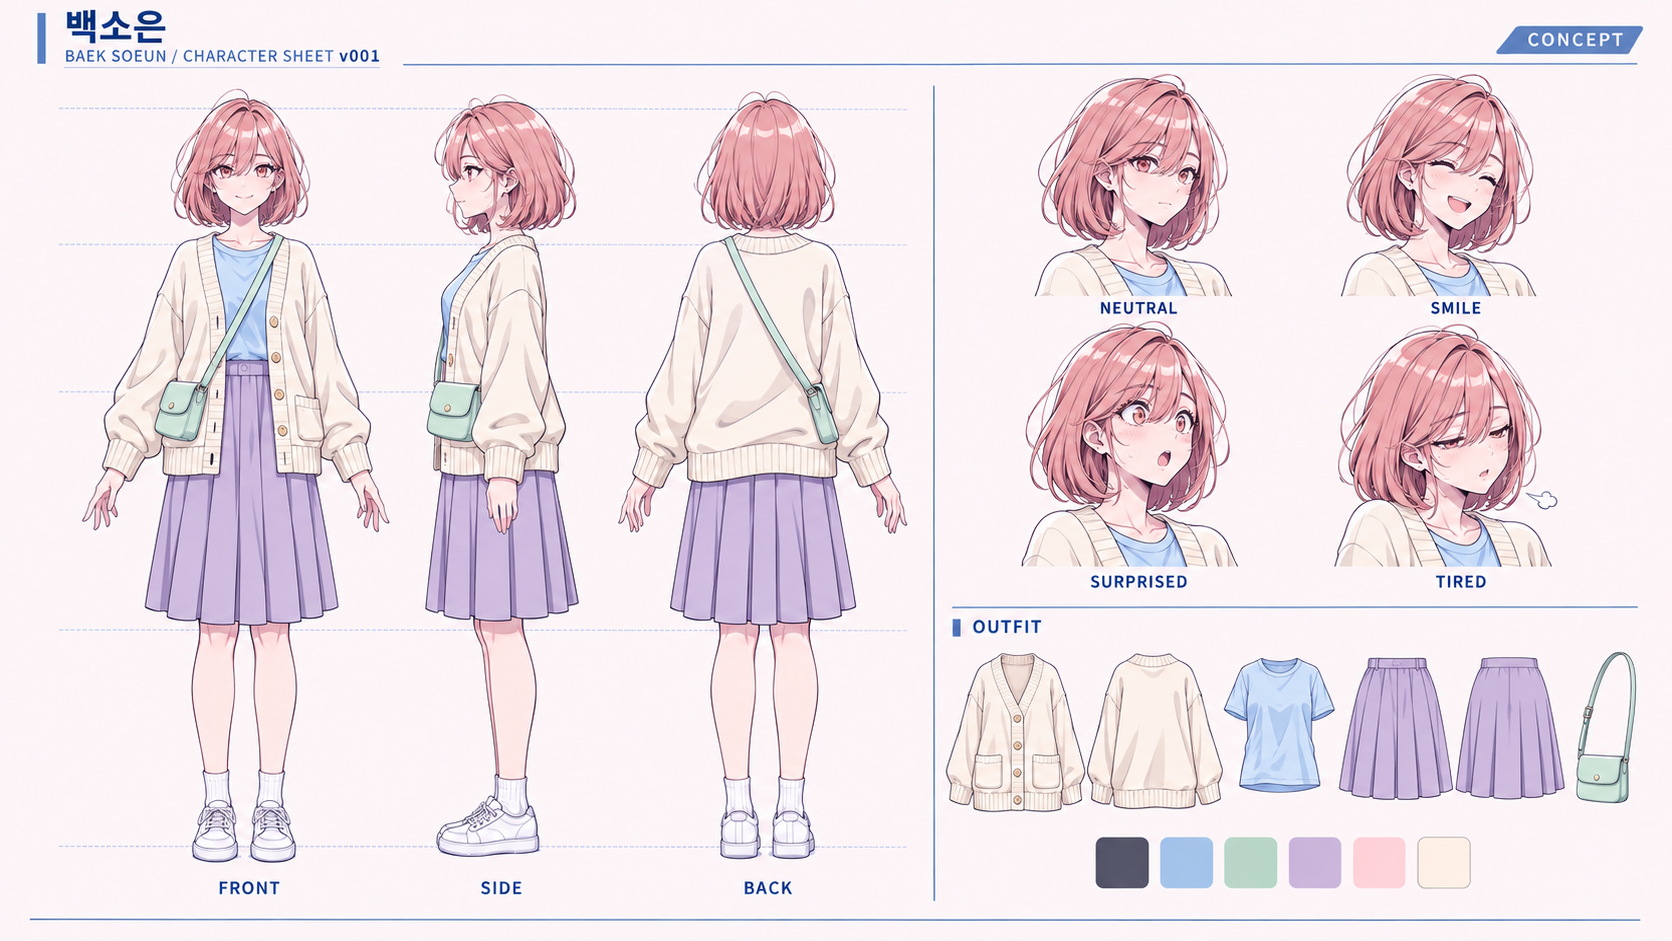 백소은
BAEK SOEUN / CHARACTER SHEET v001
CONCEPT
FRONT
SIDE
BACK
NEUTRAL
SMILE
SURPRISED
TIRED
OUTFIT